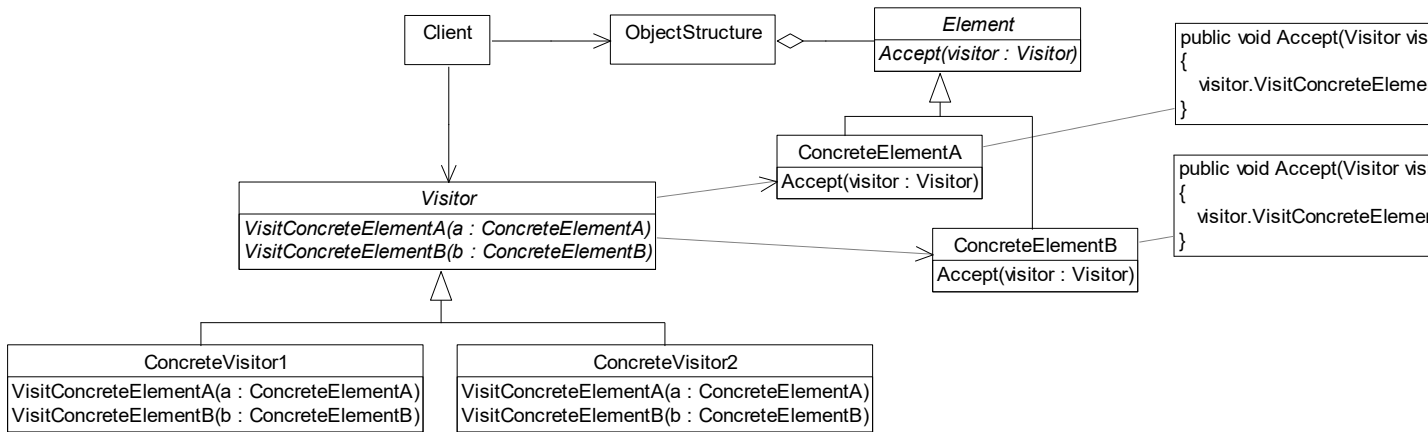 Client
ObjectStructure
Element
Accept(visitor : Visitor)
public void Accept(Visitor vis
{
visitor.VisitConcreteEleme
}
ConcreteElementA
Accept(visitor : Visitor)
public void Accept(Visitor vis
{
visitor.VisitConcreteElemen
}
Visitor
VisitConcreteElementA(a : ConcreteElementA)
VisitConcreteElementB(b : ConcreteElementB)
ConcreteElementB
Accept(visitor : Visitor)
ConcreteVisitor1
VisitConcreteElementA(a : ConcreteElementA)
VisitConcreteElementB(b : ConcreteElementB)
ConcreteVisitor2
VisitConcreteElementA(a : ConcreteElementA)
VisitConcreteElementB(b : ConcreteElementB)